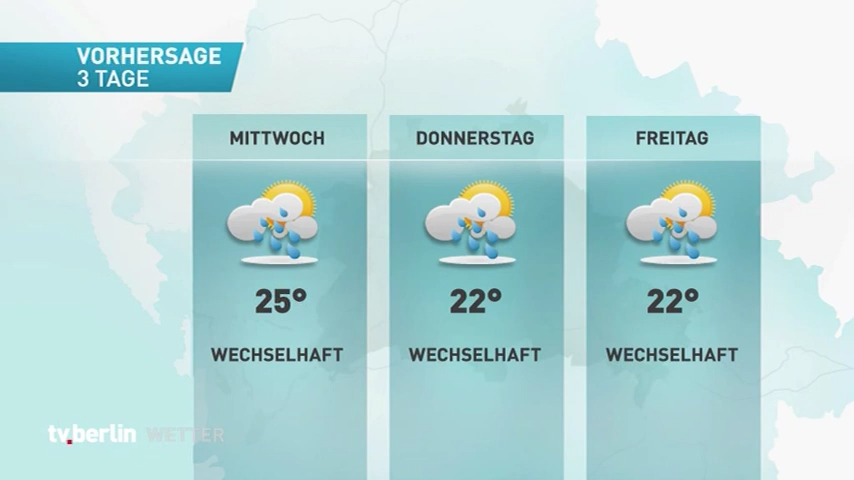 VORHERSAGE
3 TAGE
MITTWOCH
DONNERSTAG
FREITAG
25°
22°
22°
WECHSELHAFT
WECHSELHAFT
WECHSELHAFT
tv.berlin WETTER